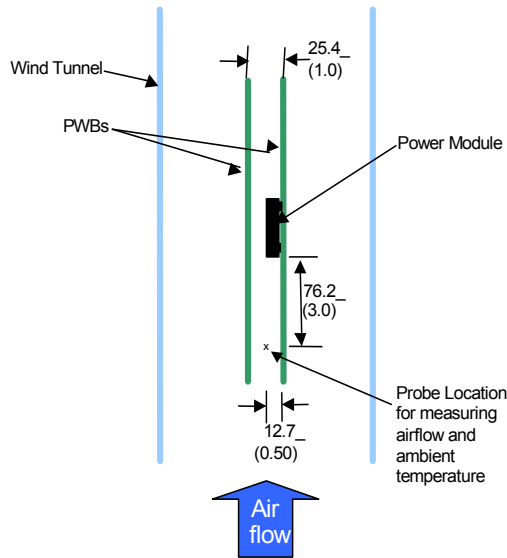 25.4_
(1.0)
Wind Tunnel
PWBs
Power Module
76.2_
(3.0)
x
Probe Location
for measuring
airflow and
ambient
temperature
12.7_
(0.50)
Air
flow